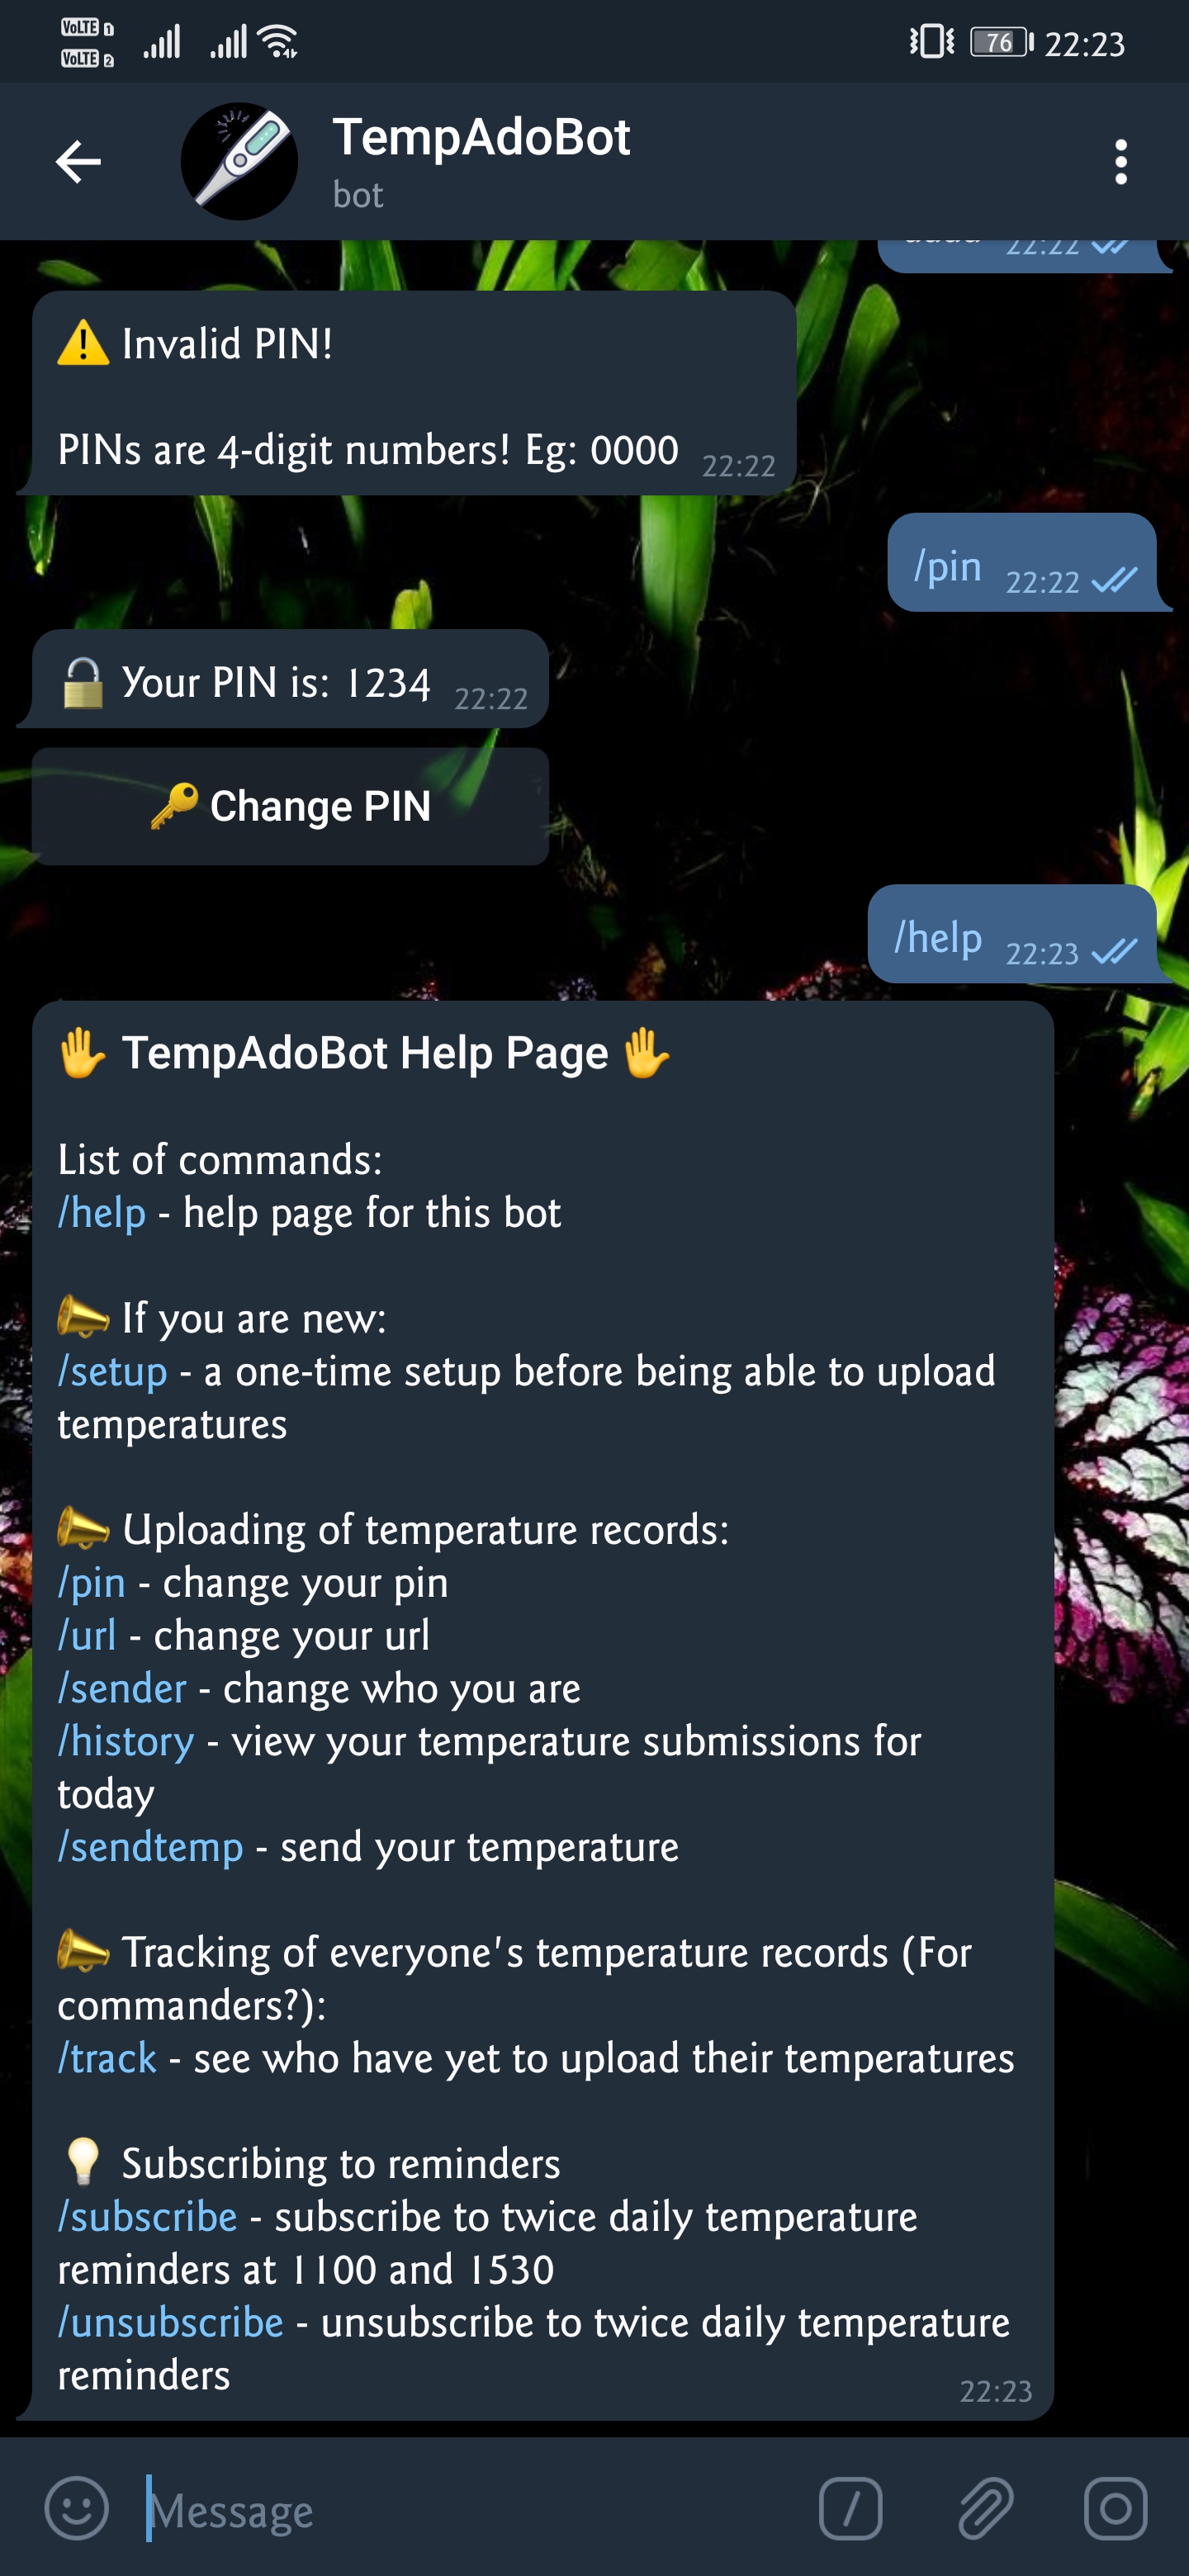 VoLTE 1
VoLTE 2
76 22:23
TempAdoBot
bot
22:22
Invalid PIN!
PINs are 4-digit numbers! Eg: 0000 22:22
/pin 22:22
Your PIN is: 1234 22:22
Change PIN
/help 22:23
TempAdoBot Help Page
List of commands:
/help - help page for this bot
If you are new:
/setup - a one-time setup before being able to upload
temperatures
Uploading of temperature records:
/pin - change your pin
/url - change your url
/sender - change who you are
/history - view your temperature submissions for
today
/sendtemp - send your temperature
Tracking of everyone's temperature records (For
commanders?):
/track - see who have yet to upload their temperatures
Subscribing to reminders
/subscribe - subscribe to twice daily temperature
reminders at 1100 and 1530
/unsubscribe - unsubscribe to twice daily temperature
reminders
22:23
Message